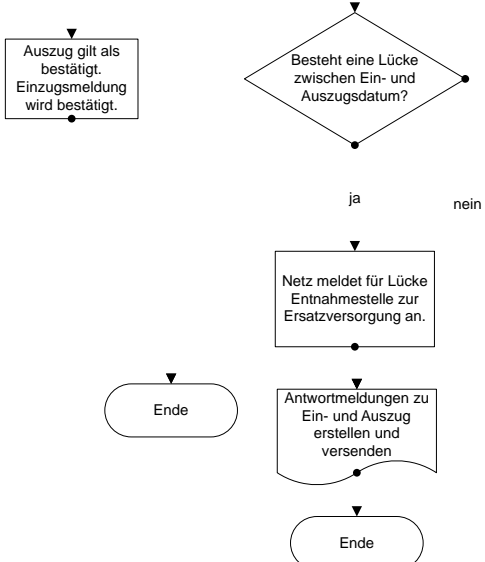 Auszug gilt als
bestätigt.
Einzugsmeldung
wird bestätigt.
Besteht eine Lücke
zwischen Ein- und
Auszugsdatum?
ja
nein
Netz meldet für Lücke
Entnahmestelle zur
Ersatzversorgung an.
Ende
Antwortmeldungen zu
Ein- und Auszug
erstellen und
versenden
Ende